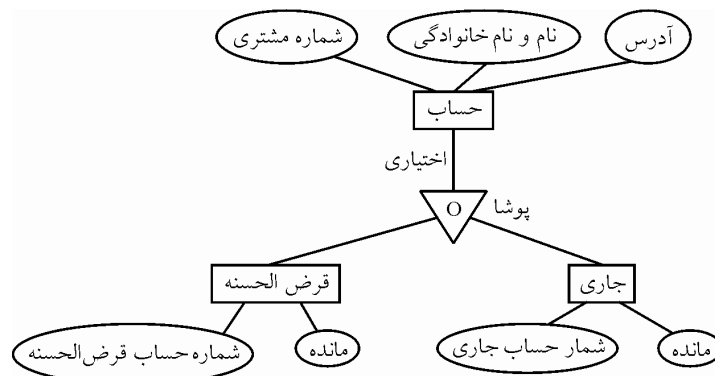 آدرس
نام و نام خانوادگی
شماره مشتری
حساب
اختیاری
پوشا
O
جاری
قرض الحسنه
شمار حساب جاری
مانده
شماره حساب قرض‌الحسنه
مانده